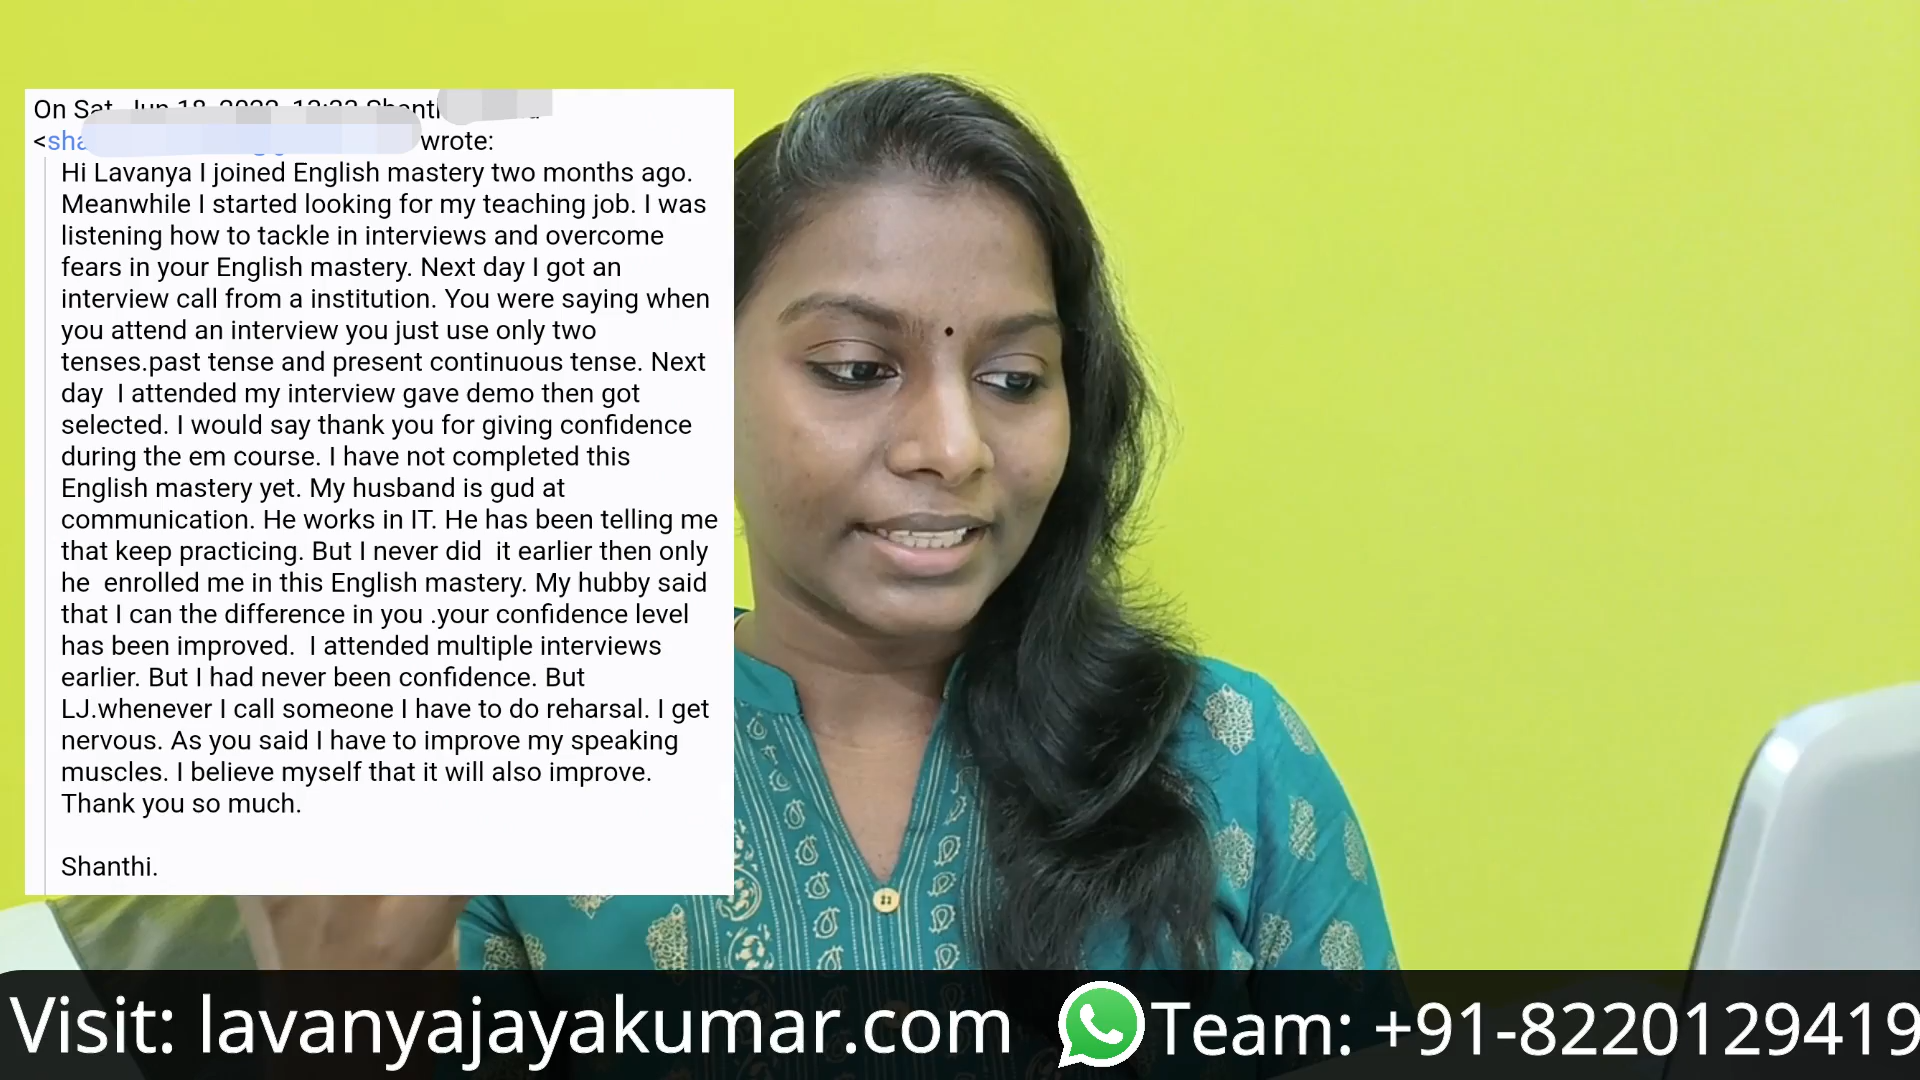 On Sat, Jun 18, 2022, 12:22 Shanthi
<sha wrote:
Hi Lavanya I joined English mastery two months ago.
Meanwhile I started looking for my teaching job. I was
listening how to tackle in interviews and overcome
fears in your English mastery. Next day I got an
interview call from a institution. You were saying when
you attend an interview you just use only two
tenses.past tense and present continuous tense. Next
day  I attended my interview gave demo then got
selected. I would say thank you for giving confidence
during the em course. I have not completed this
English mastery yet. My husband is gud at
communication. He works in IT. He has been telling me
that keep practicing. But I never did  it earlier then only
he  enrolled me in this English mastery. My hubby said
that I can the difference in you .your confidence level
has been improved.  I attended multiple interviews
earlier. But I had never been confidence. But
LJ.whenever I call someone I have to do reharsal. I get
nervous. As you said I have to improve my speaking
muscles. I believe myself that it will also improve.
Thank you so much.
Shanthi.
Visit: lavanyajayakumar.com Team: +91-8220129419